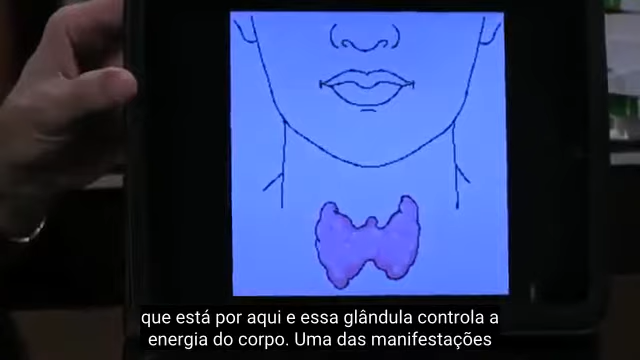 que está por aqui e essa glândula controla a
energia do corpo. Uma das manifestações